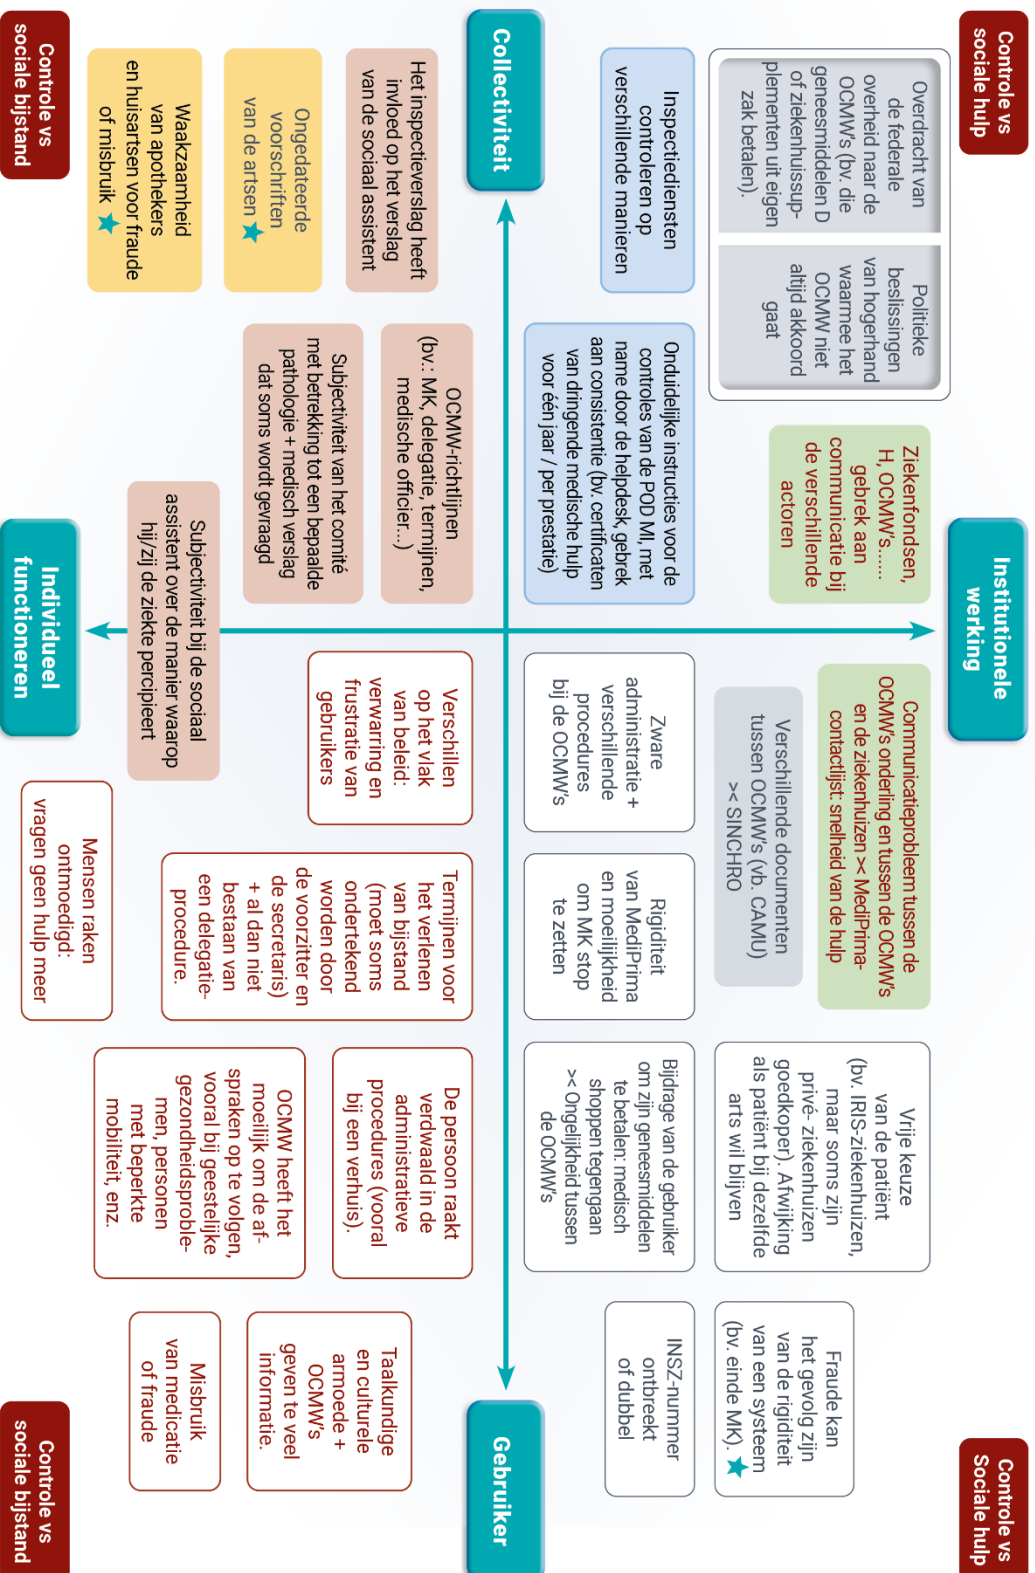 Controle vs
sociale hulp
Institutionele
werking
Controle vs
Sociale hulp
Overdracht van
de federale
overheid naar de
OCMW's (bv. die
geneesmiddelen D
of ziekenhuissup-
plementen uit eigen
zak betalen).
Politieke
beslissingen
van hogerhand
waarmee het
OCMW niet
altijd akkoord
gaat
Ziekenfondsen,
H, OCMW's......
gebrek aan
communicatie bij
de verschillende
actoren
Communicatieprobleem tussen de
OCMW's onderling en tussen de OCMW's
en de ziekenhuizen >< MediPrima-
contactlijst: snelheid van de hulp
Verschillende documenten
tussen OCMW's (vb. CAMU)
>< SINCHRO
Vrije keuze
van de patiënt
(bv. IRIS-ziekenhuizen,
maar soms zijn
privé- ziekenhuizen
goedkoper). Afwijking
als patiënt bij dezelfde
arts wil blijven
Fraude kan
het gevolg zijn
van de rigiditeit
van een systeem
(bv. einde MK).
Inspectiediensten
controleren op
verschillende manieren
Onduidelijke instructies voor de
controles van de POD MI, met
name door de helpdesk, gebrek
aan consistentie (bv. certificaten
van dringende medische hulp
voor één jaar / per prestatie)
Zware
administratie +
verschillende
procedures
bij de OCMW's
Rigiditeit
van MediPrima
en moeilijkheid
om MK stop
te zetten
Bijdrage van de gebruiker
om zijn geneesmiddelen
te betalen: medisch
shoppen tegengaan
>< Ongelijkheid tussen
de OCMW's
INSZ-nummer
ontbreekt
of dubbel
Collectiviteit
Gebruiker
Het inspectieverslag heeft
invloed op het verslag
van de sociaal assistent
OCMW-richtlijnen
(bv.: MK, delegatie, termijnen,
medische officier...)
Verschillen
op het vlak
van beleid:
verwarring en
frustratie van
gebruikers
Termijnen voor
het verlenen
van bijstand
(moet soms
ondertekend
worden door
de voorzitter en
de secretaris)
+ al dan niet
bestaan van
een delegatie-
procedure.
De persoon raakt
verdwaald in de
administratieve
procedures (vooral
bij een verhuis).
Taalkundige
en culturele
armoede +
OCMW's
geven te veel
informatie.
Ongedateerde
voorschriften
van de artsen
Subjectiviteit van het comité
met betrekking tot een bepaalde
pathologie + medisch verslag
dat soms wordt gevraagd
Waakzaamheid
van apothekers
en huisartsen voor fraude
of misbruik
Subjectiviteit bij de sociaal
assistent over de manier waarop
hij/zij de ziekte percipieert
Mensen raken
ontmoedigd:
vragen geen hulp meer
OCMW heeft het
moeilijk om de af-
spraken op te volgen,
vooral bij geestelijke
gezondheidsproble-
men, personen
met beperkte
mobiliteit, enz.
Misbruik
van medicatie
of fraude
Controle vs
sociale bijstand
Individueel
functioneren
Controle vs
sociale bijstand